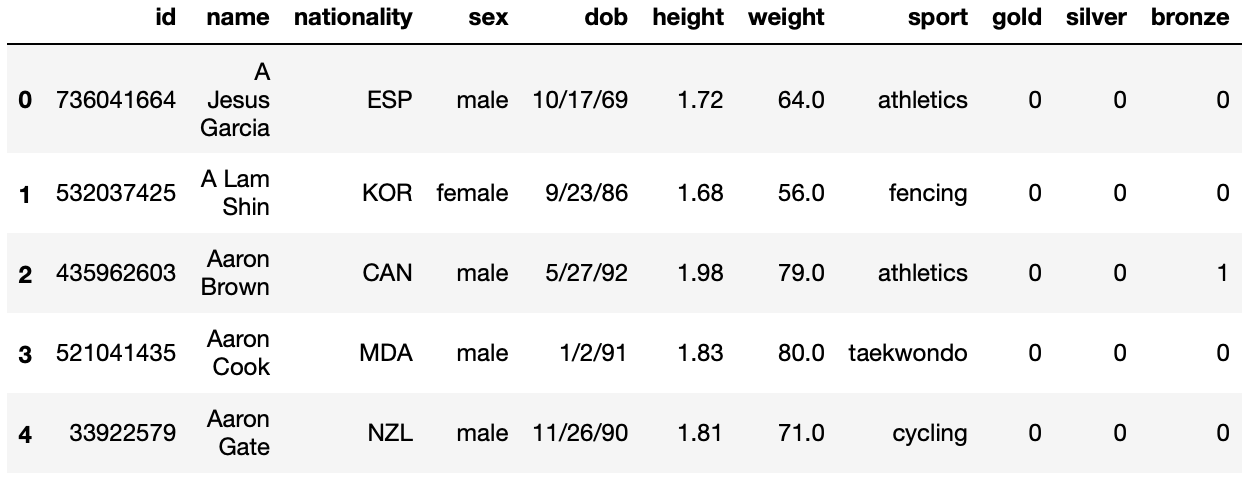 id name nationality sex dob height weight sport gold silver bronze
0 736041664 A Jesus Garcia ESP male 10/17/69 1.72 64.0 athletics 0 0 0
1 532037425 A Lam Shin KOR female 9/23/86 1.68 56.0 fencing 0 0 0
2 435962603 Aaron Brown CAN male 5/27/92 1.98 79.0 athletics 0 0 1
3 521041435 Aaron Cook MDA male 1/2/91 1.83 80.0 taekwondo 0 0 0
4 33922579 Aaron Gate NZL male 11/26/90 1.81 71.0 cycling 0 0 0